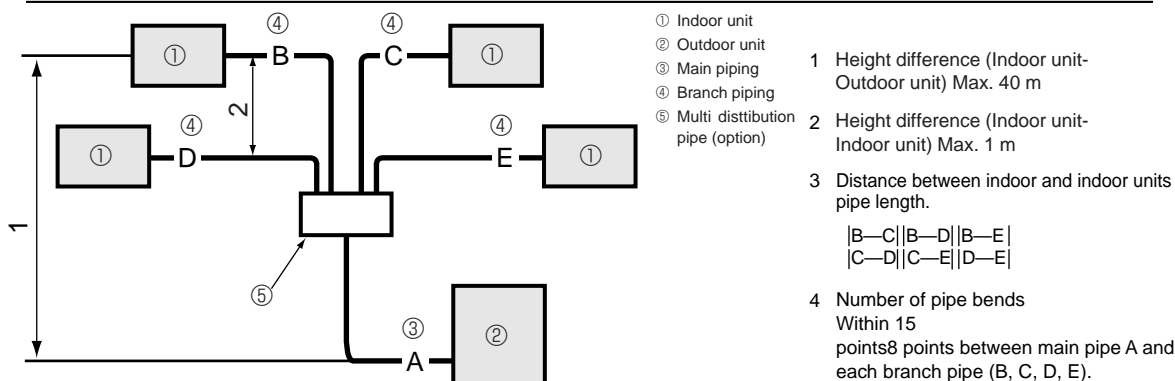 ④
④
① Indoor unit
② Outdoor unit
③ Main piping
④ Branch piping
⑤ Multi disttibution
pipe (option)
①
B
C
①
2
④
④
①
D
E
①
1
⑤
③
A
②
1 Height difference (Indoor unit-
Outdoor unit) Max. 40 m
2 Height difference (Indoor unit-
Indoor unit) Max. 1 m
3 Distance between indoor and indoor units
pipe length.
|B—C||B—D||B—E|
|C—D||C—E||D—E|
4 Number of pipe bends
Within 15
points8 points between main pipe A and
each branch pipe (B, C, D, E).